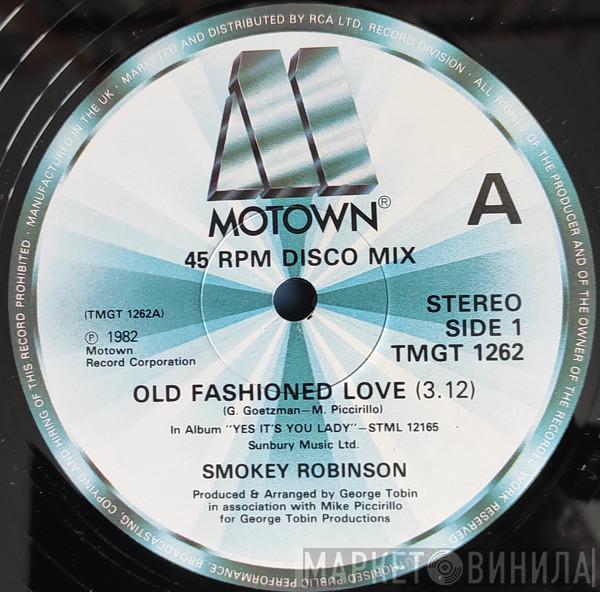 MANUFACTURED IN THE UK · MARKETED AND DISTRIBUTED BY RCA LTD, RECORD DIVISION · ALL RIGHTS OF THE PRODUCER AND OF THE OWNER OF THE RECORDED WORK RESERVED
BROADCASTING, COPYING AND HIRING OF THIS RECORD PROHIBITED ·
PUBLIC PERFORMANCE,
MOTOWN®
A
45 RPM DISCO MIX
(TMGT 1262A)
℗ 1982
Motown
Record Corporation
STEREO
SIDE 1
TMGT 1262
OLD FASHIONED LOVE (3.12)
(G. Goetzman—M. Piccirillo)
In Album "YES IT'S YOU LADY"—STML 12165
Sunbury Music Ltd.
SMOKEY ROBINSON
Produced & Arranged by George Tobin
in association with Mike Piccirillo
for George Tobin Productions
МАРКЕТ ВИНИЛА